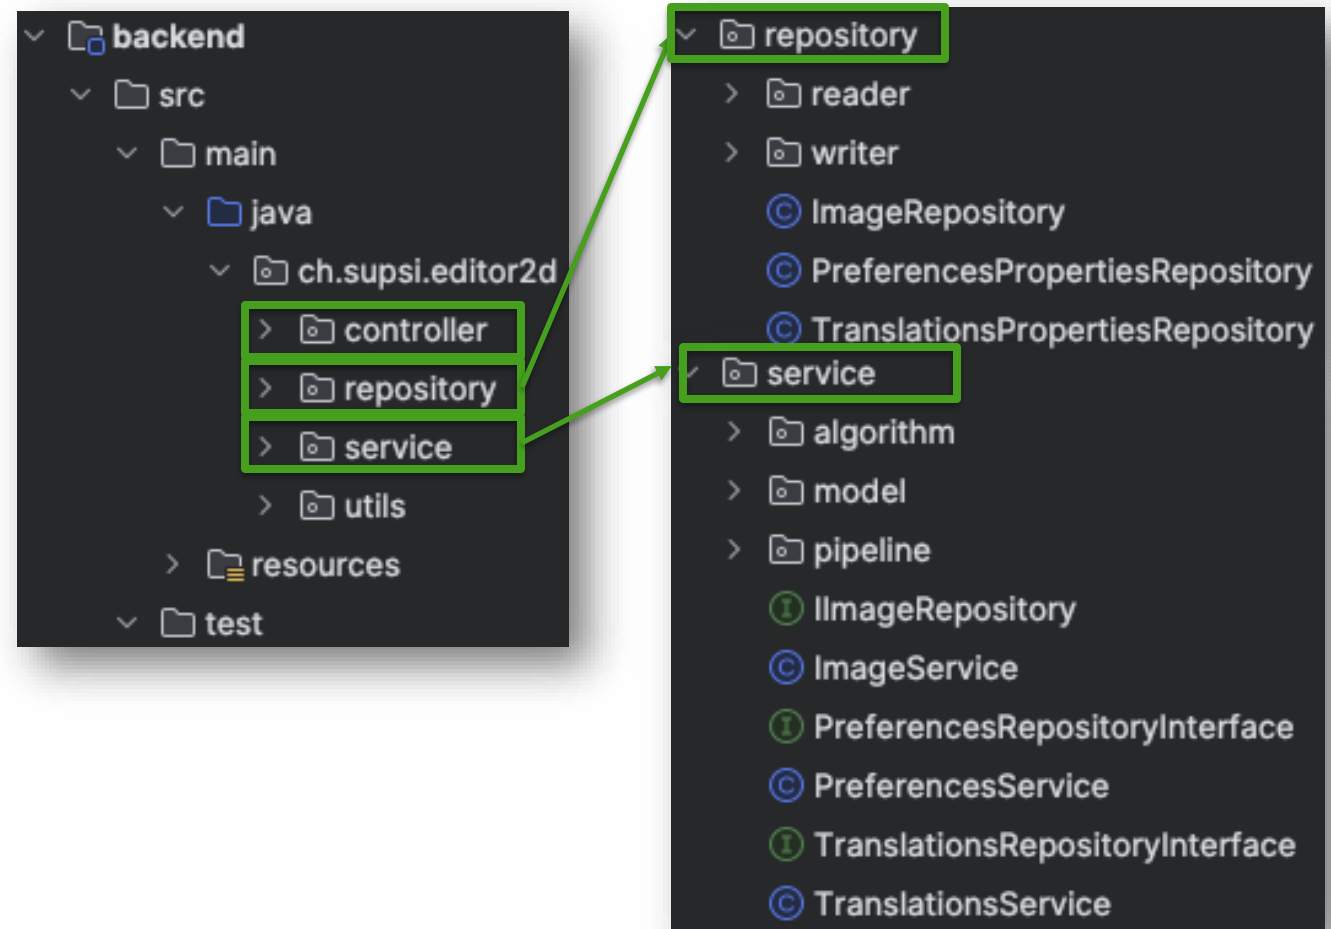 backend
src
main
java
ch.supsi.editor2d
controller
repository
service
utils
resources
test
repository
reader
writer
ImageRepository
PreferencesPropertiesRepository
TranslationsPropertiesRepository
service
algorithm
model
pipeline
IImageRepository
ImageService
PreferencesRepositoryInterface
PreferencesService
TranslationsRepositoryInterface
TranslationsService